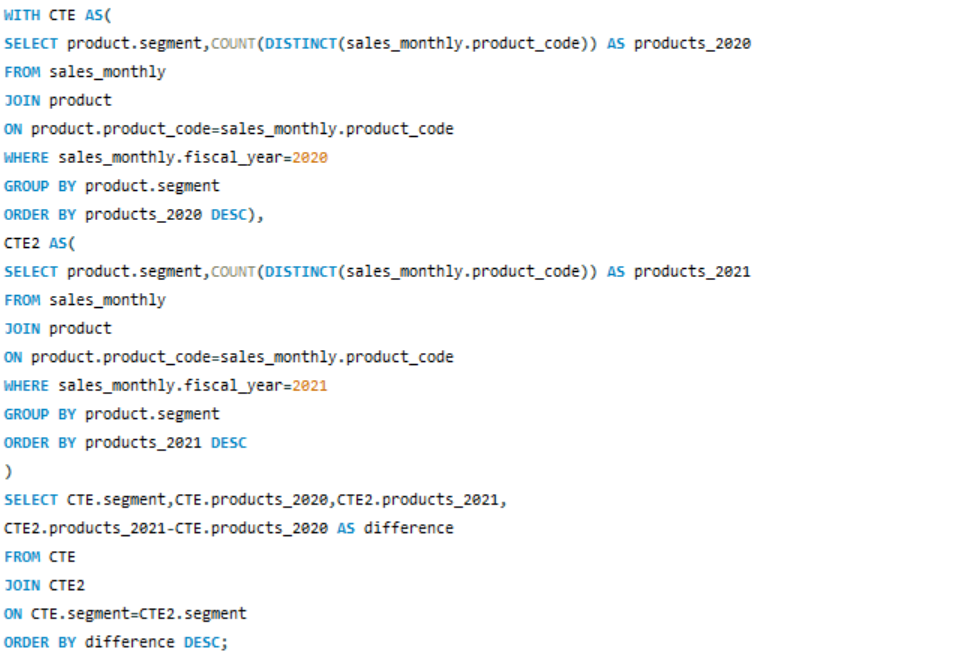 WITH CTE AS(
SELECT product.segment,COUNT(DISTINCT(sales_monthly.product_code)) AS products_2020
FROM sales_monthly
JOIN product
ON product.product_code=sales_monthly.product_code
WHERE sales_monthly.fiscal_year=2020
GROUP BY product.segment
ORDER BY products_2020 DESC),
CTE2 AS(
SELECT product.segment,COUNT(DISTINCT(sales_monthly.product_code)) AS products_2021
FROM sales_monthly
JOIN product
ON product.product_code=sales_monthly.product_code
WHERE sales_monthly.fiscal_year=2021
GROUP BY product.segment
ORDER BY products_2021 DESC
)
SELECT CTE.segment,CTE.products_2020,CTE2.products_2021,
CTE2.products_2021-CTE.products_2020 AS difference
FROM CTE
JOIN CTE2
ON CTE.segment=CTE2.segment
ORDER BY difference DESC;